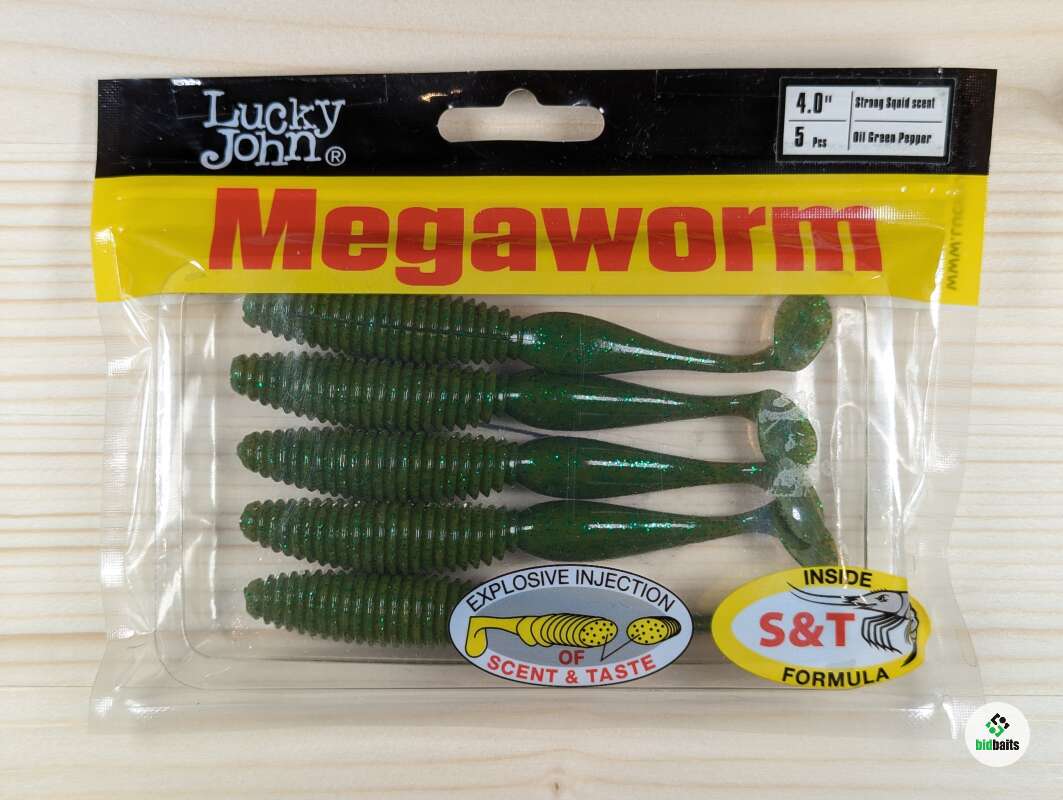 Lucky
John®
4.0"
Strong Squid scent
5 Pcs
Oil Green Pepper
Megaworm
EXPLOSIVE INJECTION
OF
SCENT & TASTE
INSIDE
S&T
FORMULA
bidbaits